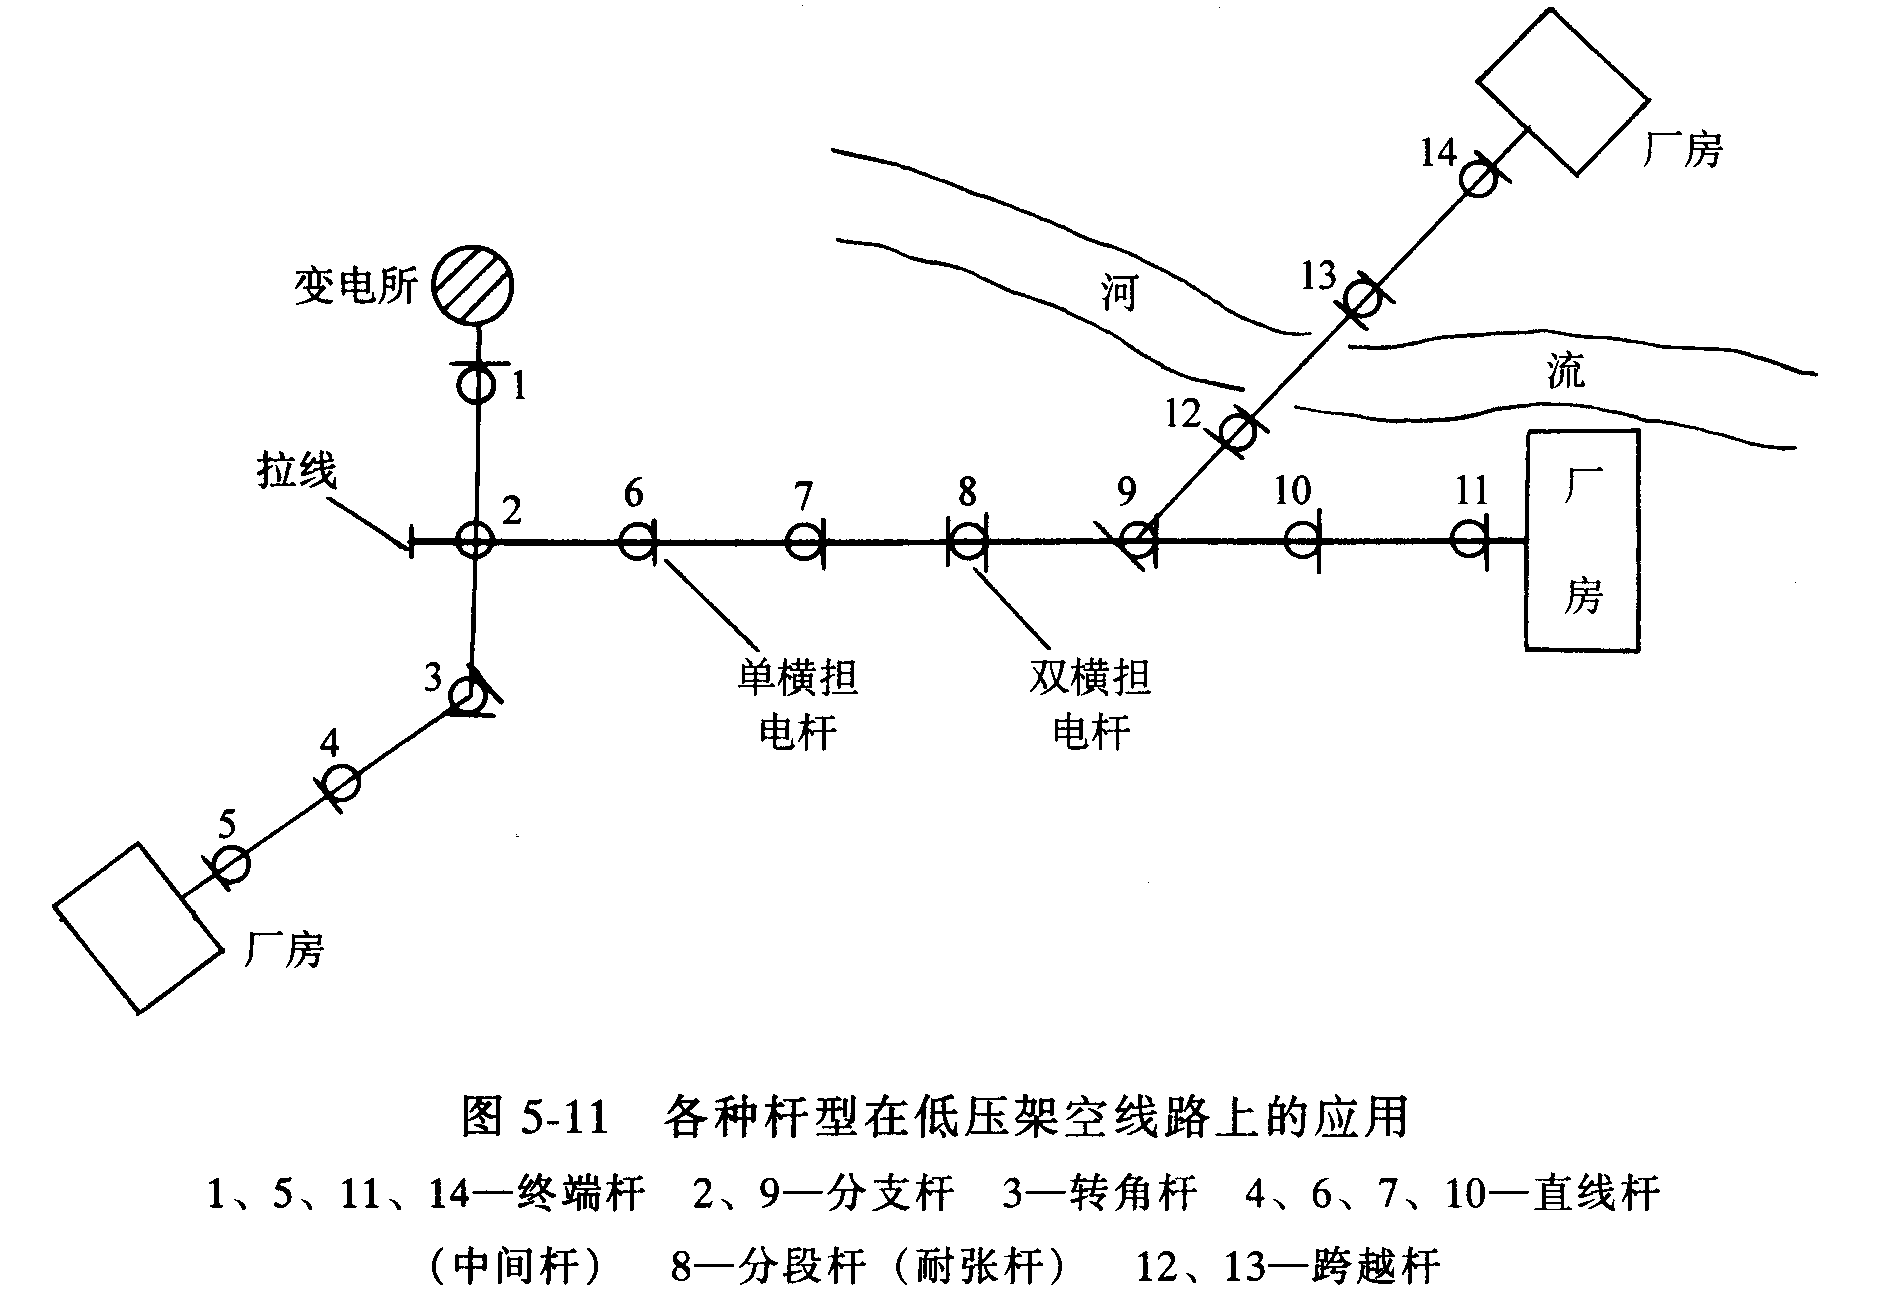 厂房
14
13
变电所
河
1
流
12
拉线
2
6
7
8
9
10
11
厂
房
3
单横担
电杆
双横担
电杆
4
5
厂房
图 5-11 各种杆型在低压架空线路上的应用
1、5、11、14—终端杆 2、9—分支杆 3—转角杆 4、6、7、10—直线杆
(中间杆) 8—分段杆(耐张杆) 12、13—跨越杆